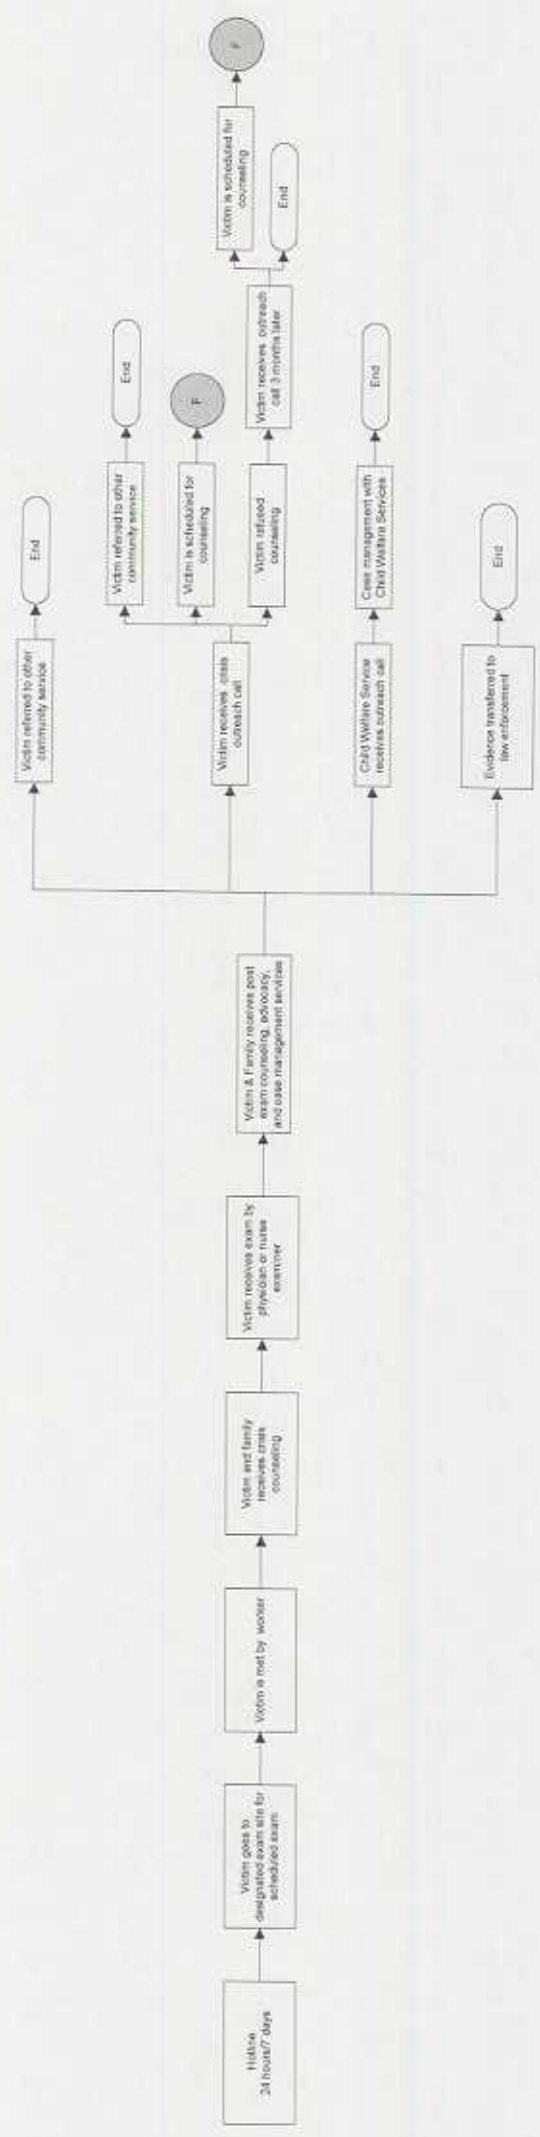 Hotline
24 hours/7 days
Victim goes to
designated exam site for
scheduled exam
Victim is met by worker
Victim and family
receives crisis
counseling
Victim receives exam by
physician or nurse
examiner
Victim & Family receives post
exam counseling, advocacy,
and case management services
Victim referred to other
community service
End
Victim receives crisis
outreach call
Victim referred to other
community service
End
Victim is scheduled for
counseling
F
Victim refused
counseling
Victim receives outreach
call 3 months later
Victim is scheduled for
counseling
F
End
Child Welfare Service
receives outreach call
Case management with
Child Welfare Services
End
Evidence transferred to
law enforcement
End